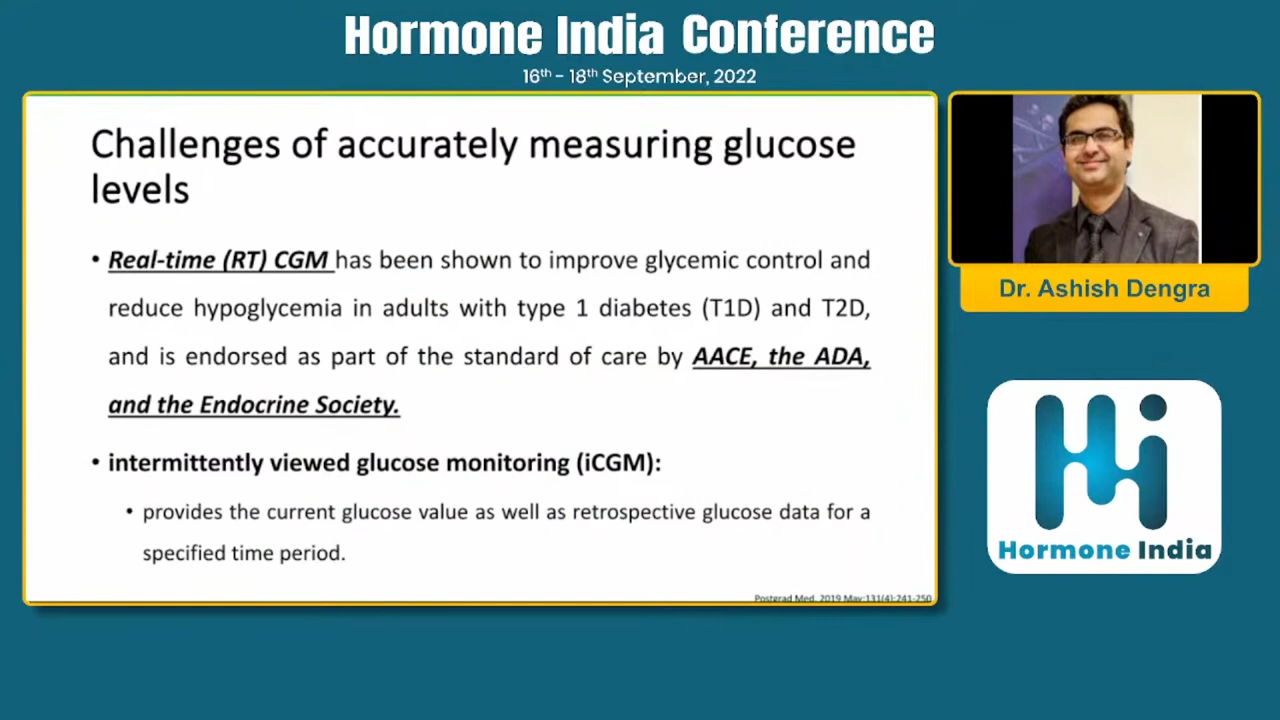 Hormone India Conference
16th - 18th September, 2022
Challenges of accurately measuring glucose
levels
• Real-time (RT) CGM has been shown to improve glycemic control and
reduce hypoglycemia in adults with type 1 diabetes (T1D) and T2D,
and is endorsed as part of the standard of care by AACE, the ADA,
and the Endocrine Society.
• intermittently viewed glucose monitoring (iCGM):
• provides the current glucose value as well as retrospective glucose data for a
specified time period.
Postgrad Med. 2019 May;131(4):241-250
Dr. Ashish Dengra
Hi
Hormone India